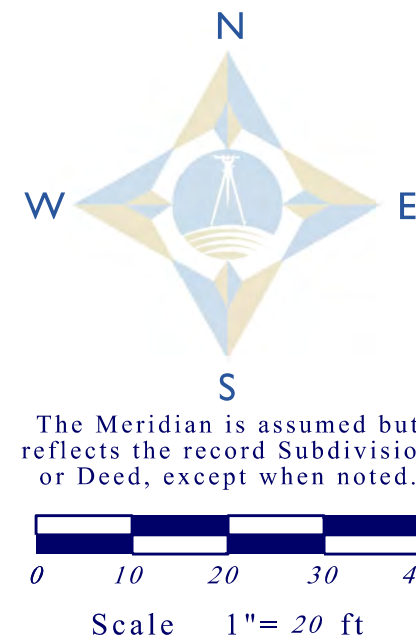 N
W E
S
The Meridian is assumed but
reflects the record Subdivisio
or Deed, except when noted.
0 10 20 30 4
Scale 1"= 20 ft